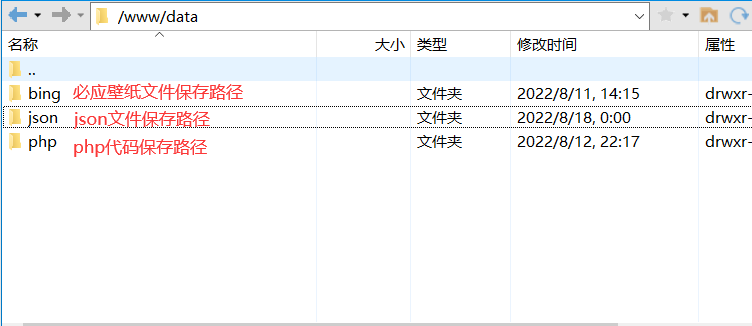 /www/data
名称 大小 类型 修改时间 属性
..
bing 必应壁纸文件保存路径 文件夹 2022/8/11, 14:15 drwxr-
json json文件保存路径 文件夹 2022/8/18, 0:00 drwxr-
php php代码保存路径 文件夹 2022/8/12, 22:17 drwxr-